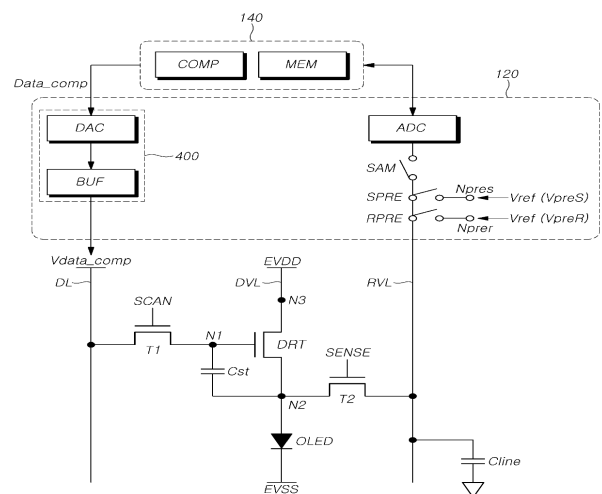 140
COMP
MEM
Data_comp
120
DAC
400
BUF
ADC
SAM
SPRE
Npres
Vref (VpreS)
RPRE
Nprer
Vref (VpreR)
Vdata_comp
DL
EVDD
DVL
N3
RVL
SCAN
T1
N1
DRT
Cst
SENSE
T2
N2
OLED
EVSS
Cline